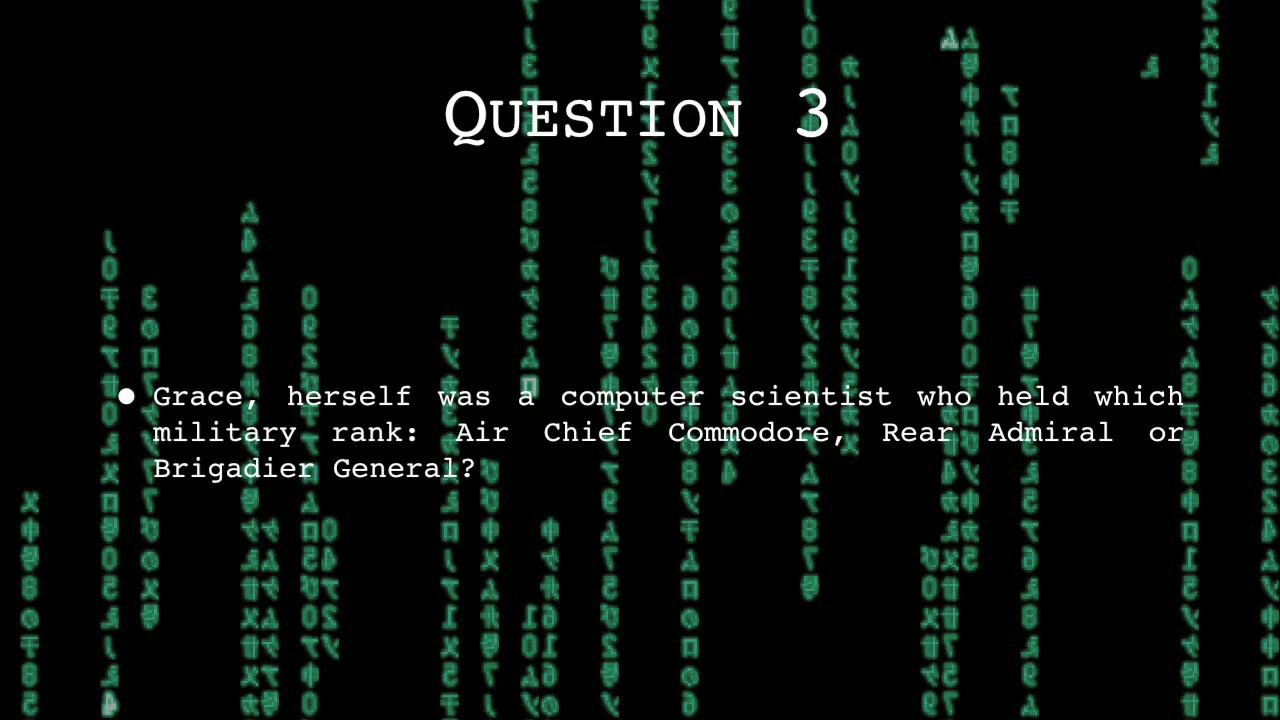 Question 3
● Grace, herself was a computer scientist who held which
military rank: Air Chief Commodore, Rear Admiral or
Brigadier General?